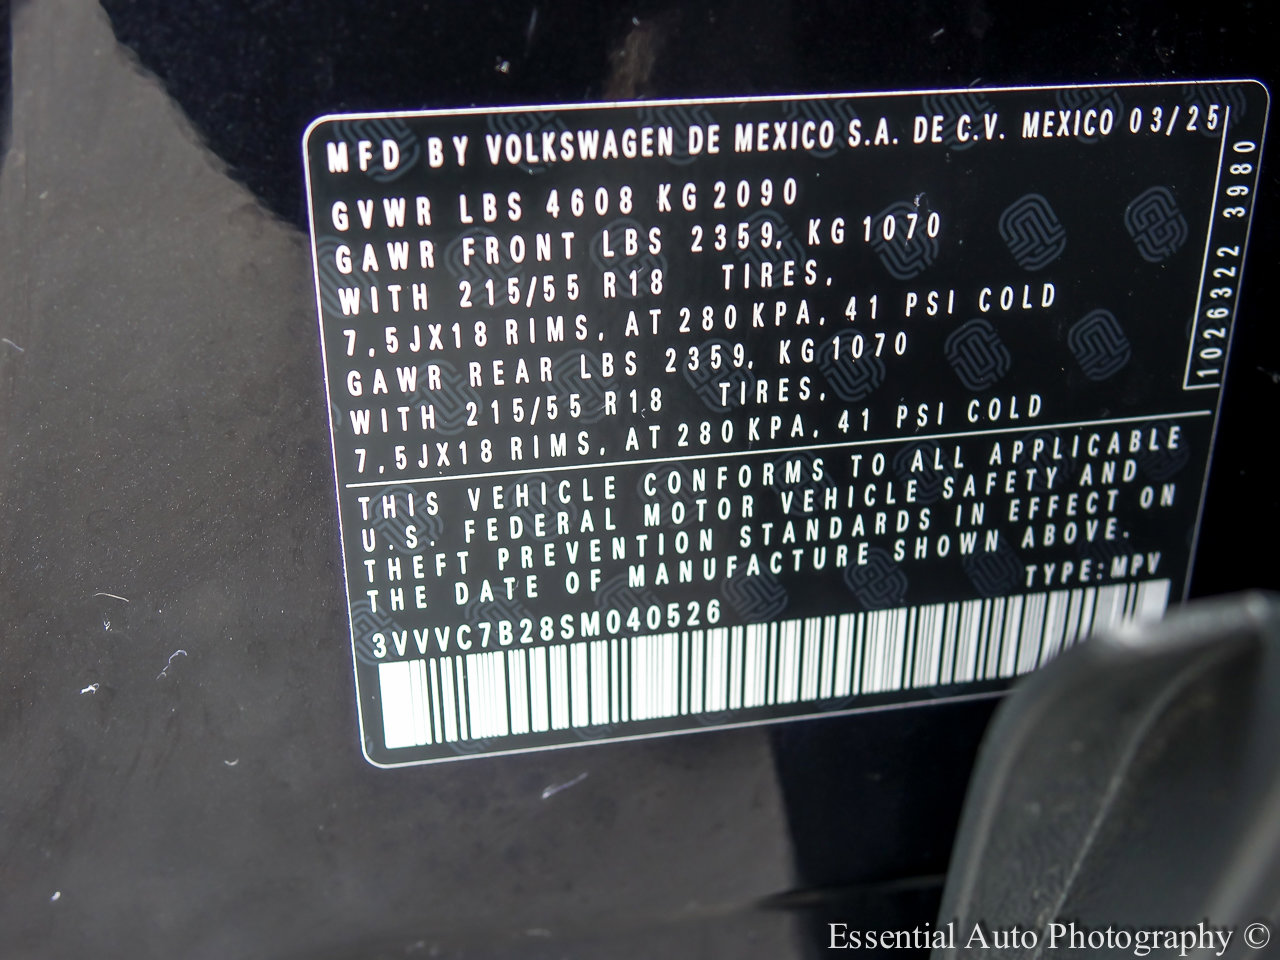 MFD BY VOLKSWAGEN DE MEXICO S.A. DE C.V. MEXICO 03/25
GVWR LBS 4608 KG 2090
GAWR FRONT LBS 2359, KG 1070
WITH 215/55 R18 TIRES,
7,5JX18 RIMS, AT 280 KPA, 41 PSI COLD
GAWR REAR LBS 2359, KG 1070
WITH 215/55 R18 TIRES,
7,5JX18 RIMS, AT 280 KPA, 41 PSI COLD
1026322 3980
THIS VEHICLE CONFORMS TO ALL APPLICABLE
U.S. FEDERAL MOTOR VEHICLE SAFETY AND
THEFT PREVENTION STANDARDS IN EFFECT ON
THE DATE OF MANUFACTURE SHOWN ABOVE.
TYPE:MPV
3VVVC7B28SM040526
Essential Auto Photography ©